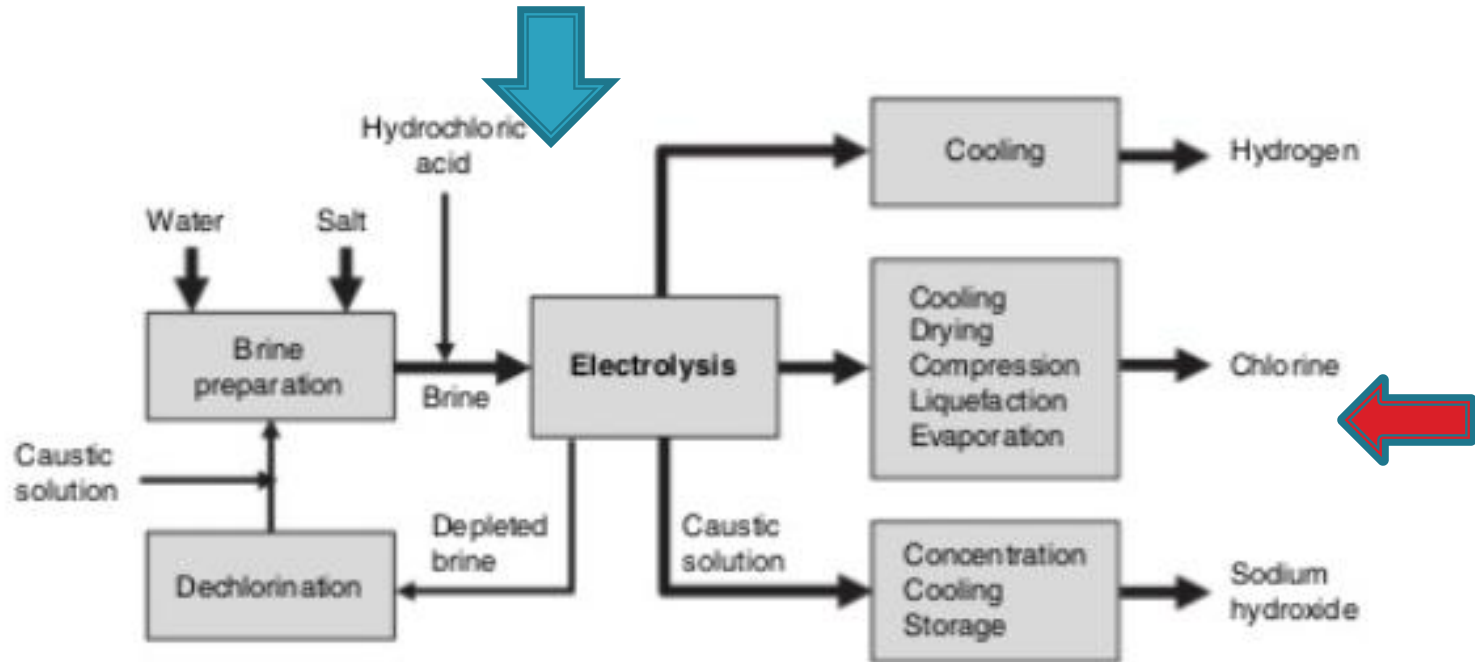 Hydrochloric
acid
Water
Salt
Brine
preparation
Brine
Electrolysis
Cooling
Hydrogen
Cooling
Drying
Compression
Liquefaction
Evaporation
Chlorine
Caustic
solution
Dechlorination
Depleted
brine
Caustic
solution
Concentration
Cooling
Storage
Sodium
hydroxide